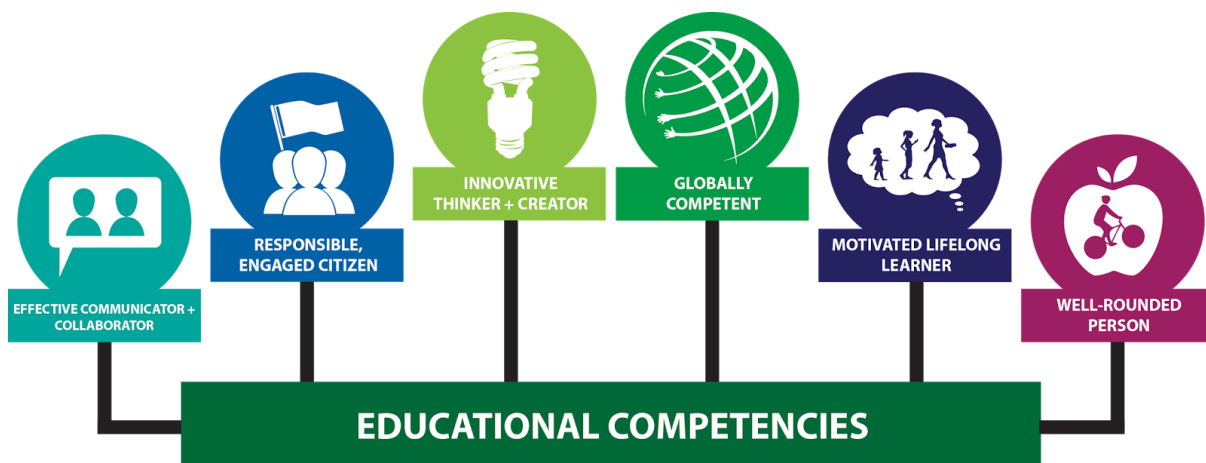 EFFECTIVE COMMUNICATOR +
COLLABORATOR
RESPONSIBLE,
ENGAGED CITIZEN
INNOVATIVE
THINKER + CREATOR
GLOBALLY
COMPETENT
MOTIVATED LIFELONG
LEARNER
WELL-ROUNDED
PERSON
EDUCATIONAL COMPETENCIES